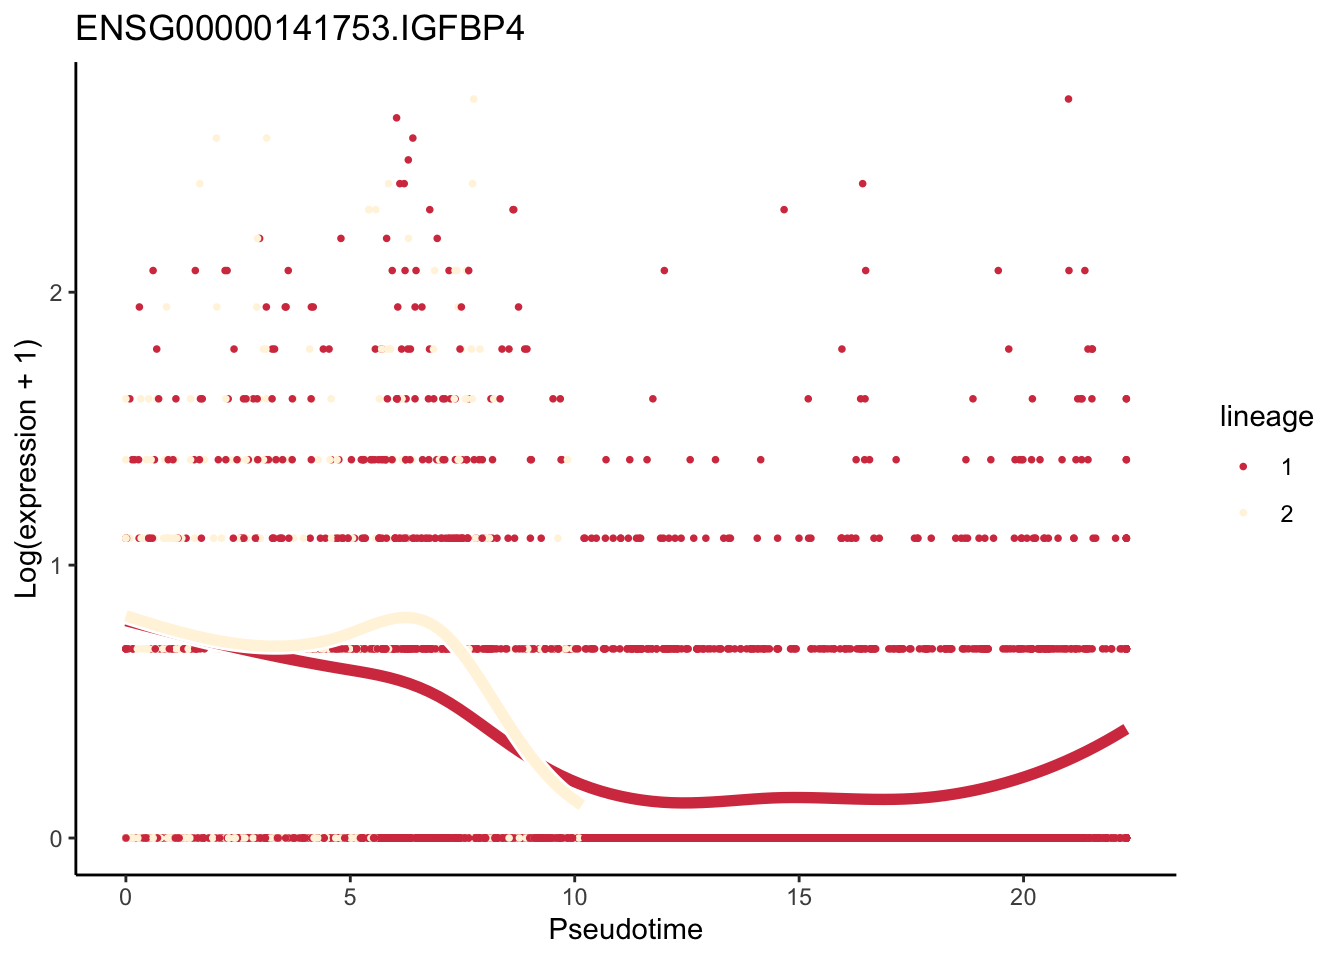 ENSG00000141753.IGFBP4
Log(expression + 1)
2
1
0
0 5 10 15 20
Pseudotime
lineage
1
2